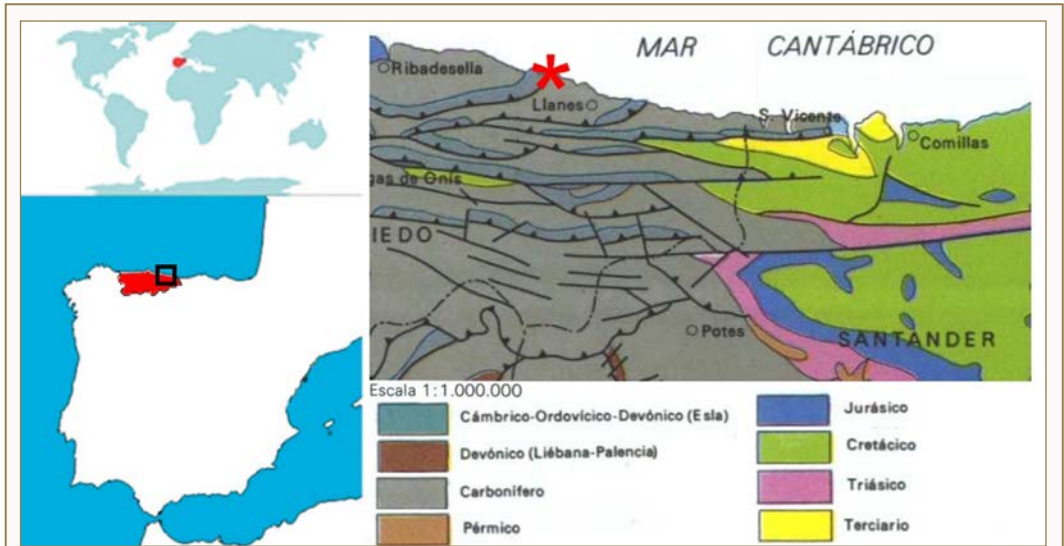 MAR CANTÁBRICO
Ribadesella
Llanes
S. Vicente
Comillas
gas de Onís
IEDO
Potes
SANTANDER
Escala 1:1.000.000
Cámbrico-Ordovícico-Devónico (Esla)
Devónico (Liébana-Palencia)
Carbonífero
Pérmico
Jurásico
Cretácico
Triásico
Terciario